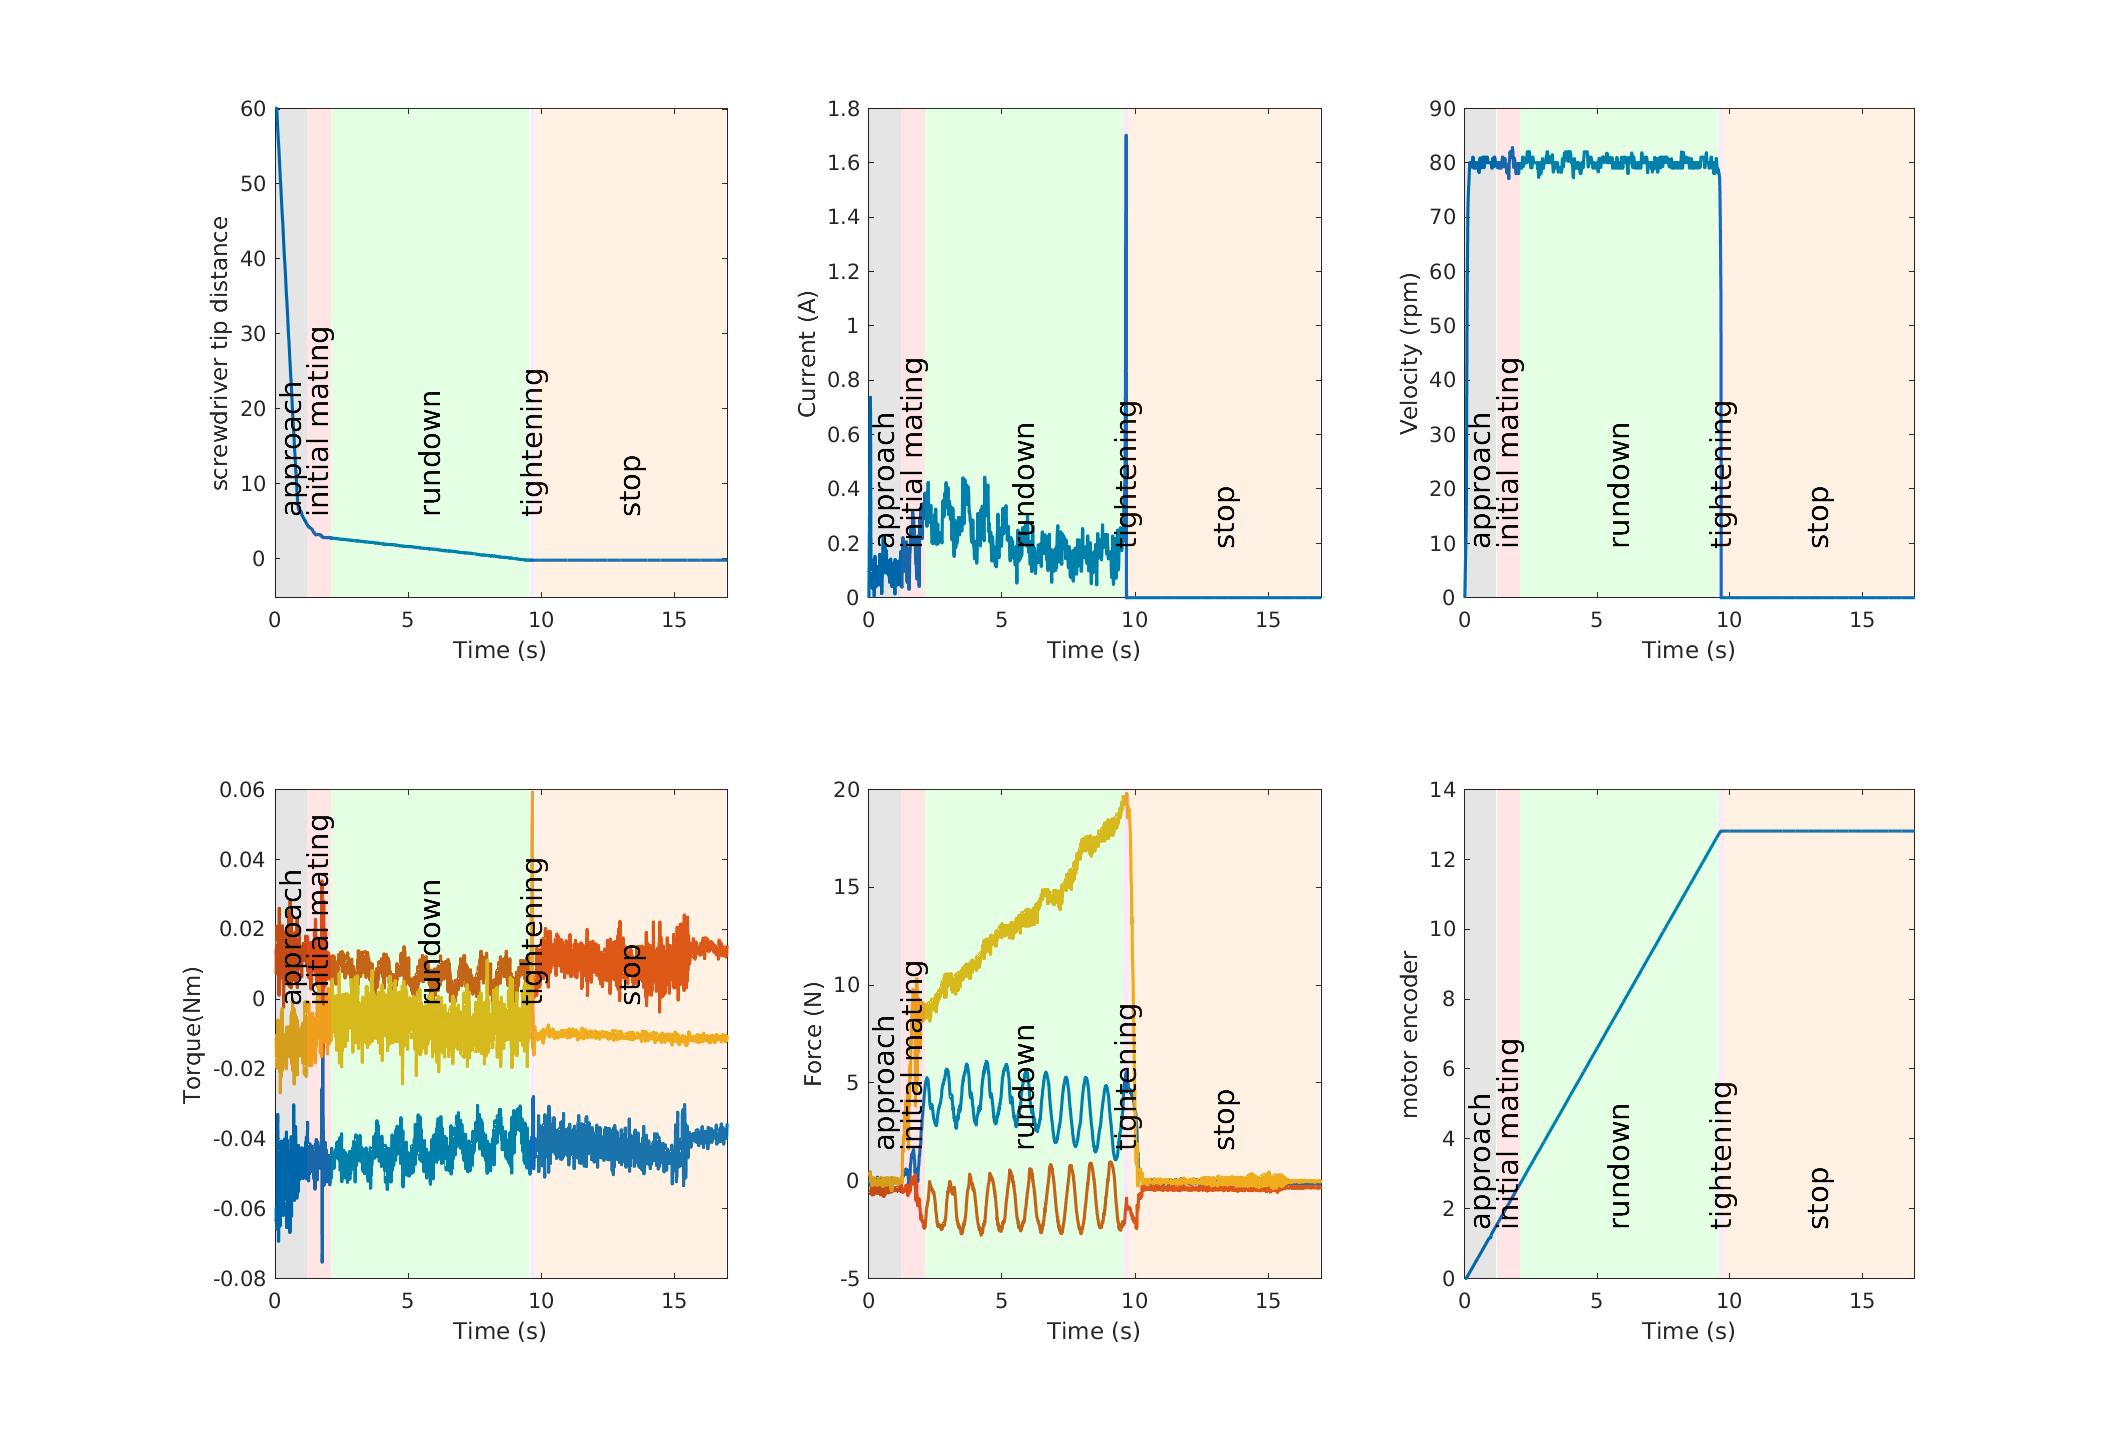 60
50
40
30
20
10
0
screwdriver tip distance
approach
initial mating
rundown
tightening
stop
0 5 10 15
Time (s)
1.8
1.6
1.4
1.2
1
0.8
0.6
0.4
0.2
0
Current (A)
approach
initial mating
rundown
tightening
stop
0 5 10 15
Time (s)
90
80
70
60
50
40
30
20
10
0
Velocity (rpm)
approach
initial mating
rundown
tightening
stop
0 5 10 15
Time (s)
0.06
0.04
0.02
0
-0.02
-0.04
-0.06
-0.08
Torque(Nm)
approach
initial mating
rundown
tightening
stop
0 5 10 15
Time (s)
20
15
10
5
0
-5
Force (N)
approach
initial mating
rundown
tightening
stop
0 5 10 15
Time (s)
14
12
10
8
6
4
2
0
motor encoder
approach
initial mating
rundown
tightening
stop
0 5 10 15
Time (s)